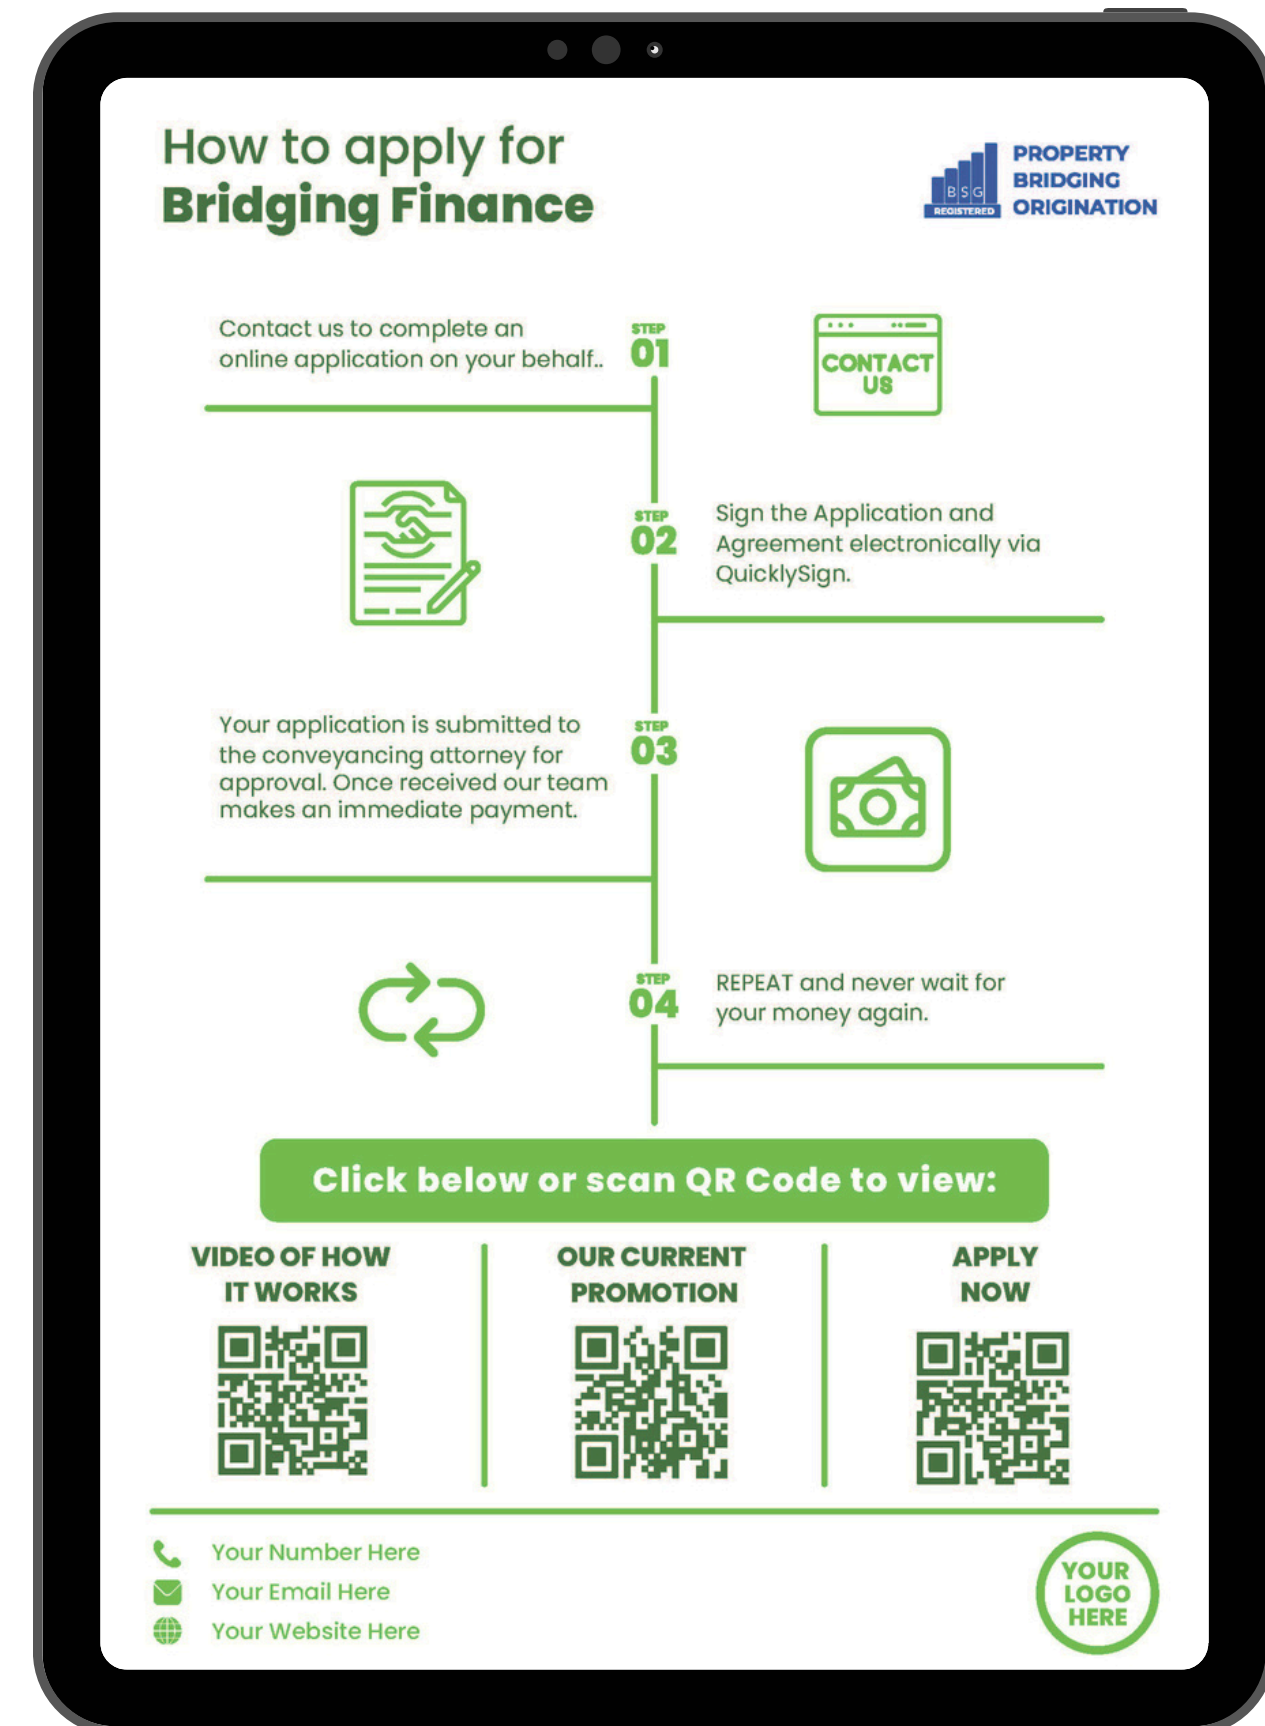 How to apply for
Bridging Finance
BSG
REGISTERED
PROPERTY
BRIDGING
ORIGINATION
Contact us to complete an
online application on your behalf..
STEP
01
CONTACT
US
STEP
02
Sign the Application and
Agreement electronically via
QuicklySign.
Your application is submitted to
the conveyancing attorney for
approval. Once received our team
makes an immediate payment.
STEP
03
STEP
04
REPEAT and never wait for
your money again.
Click below or scan QR Code to view:
VIDEO OF HOW
IT WORKS
OUR CURRENT
PROMOTION
APPLY
NOW
Your Number Here
Your Email Here
Your Website Here
YOUR
LOGO
HERE